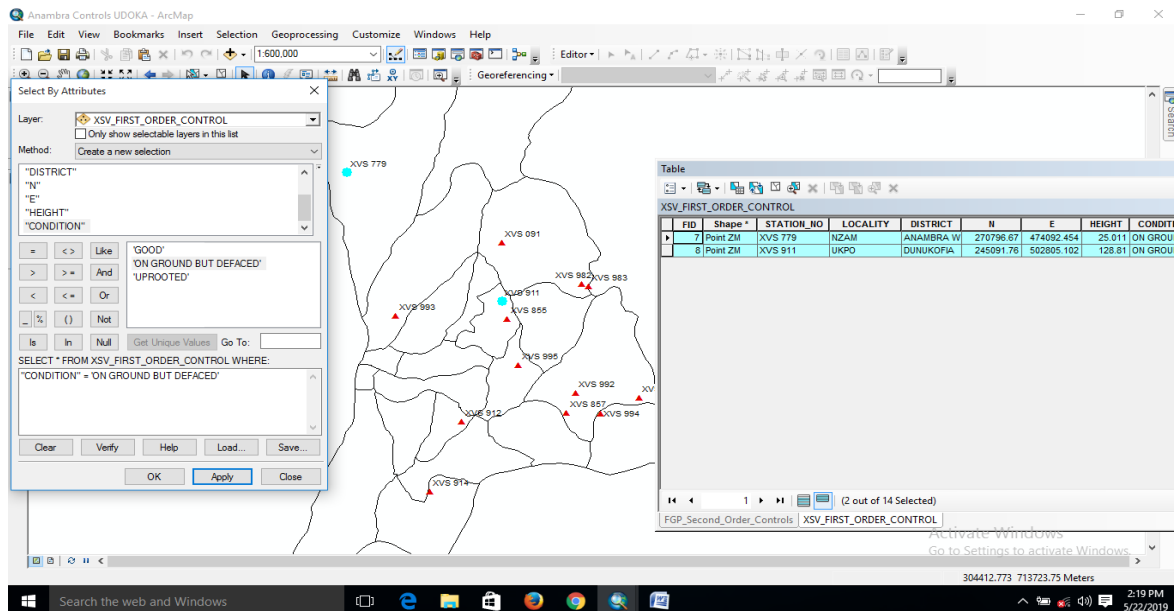 Anambra Controls UDOKA - ArcMap
File Edit View Bookmarks Insert Selection Geoprocessing Customize Windows Help
1:600,000
Editor
Georeferencing
Select By Attributes
Layer: XSV_FIRST_ORDER_CONTROL
Only show selectable layers in this list
Method: Create a new selection
"DISTRICT"
"N"
"E"
"HEIGHT"
"CONDITION"
= < > Like
> > = And
< < = Or
_ % () Not
Is In Null
'GOOD'
'ON GROUND BUT DEFACED'
'UPROOTED'
Get Unique Values Go To:
SELECT * FROM XSV_FIRST_ORDER_CONTROL WHERE:
"CONDITION" = 'ON GROUND BUT DEFACED'
Clear Verify Help Load... Save...
OK Apply Close
XVS 779
XVS 091
XVS 982
XVS 983
XVS 911
XVS 993
XVS 855
XVS 995
XVS 992
XV
XVS 857
XVS 994
XVS 912
XVS 914
Search
Table
XSV_FIRST_ORDER_CONTROL
FID Shape * STATION_NO LOCALITY DISTRICT N E HEIGHT CONDITI
7 Point ZM XVS 779 NZAM ANAMBRA W 270796.67 474092.454 25.011 ON GROU
8 Point ZM XVS 911 UKPO DUNUKOFIA 245091.76 502805.102 128.81 ON GROU
1 (2 out of 14 Selected)
FGP_Second_Order_Controls XSV_FIRST_ORDER_CONTROL
Activate Windows
Go to Settings to activate Windows.
304412.773 713723.75 Meters
Search the web and Windows
2:19 PM
5/22/2019